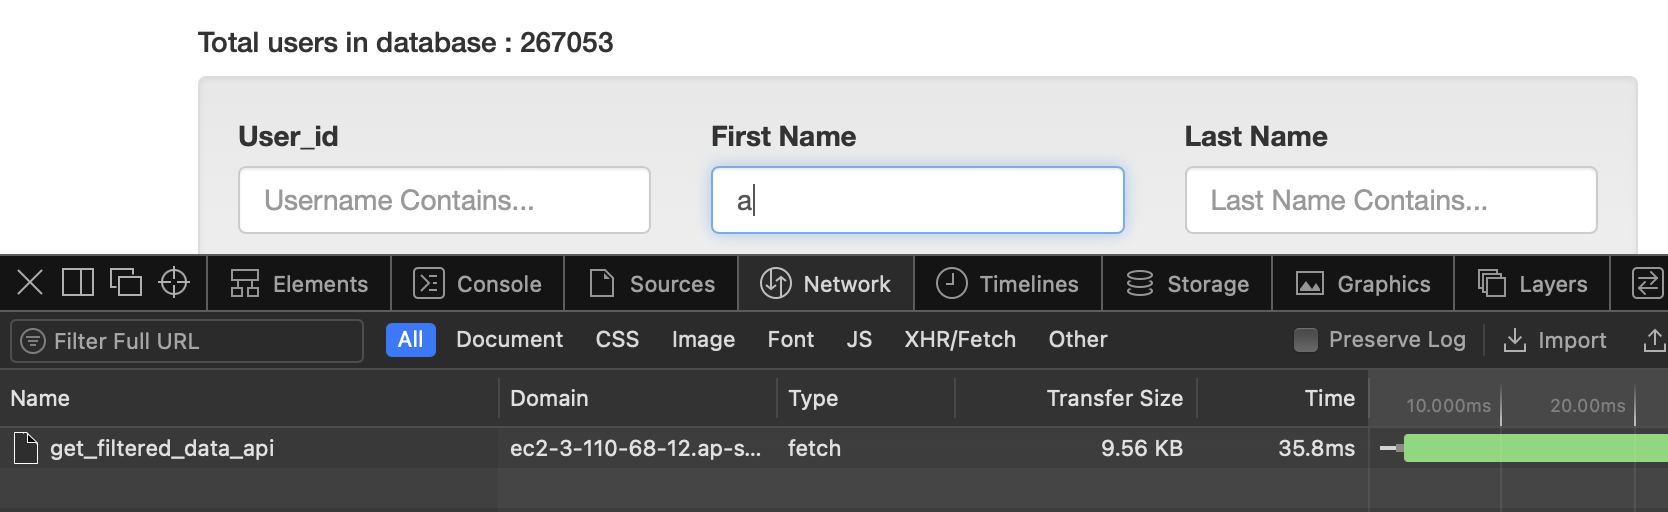 Total users in database : 267053
User_id First Name Last Name
Username Contains... a Last Name Contains...
Elements Console Sources Network Timelines Storage Graphics Layers
Filter Full URL All Document CSS Image Font JS XHR/Fetch Other Preserve Log Import
Name Domain Type Transfer Size Time 10.000ms 20.00ms
get_filtered_data_api ec2-3-110-68-12.ap-s... fetch 9.56 KB 35.8ms